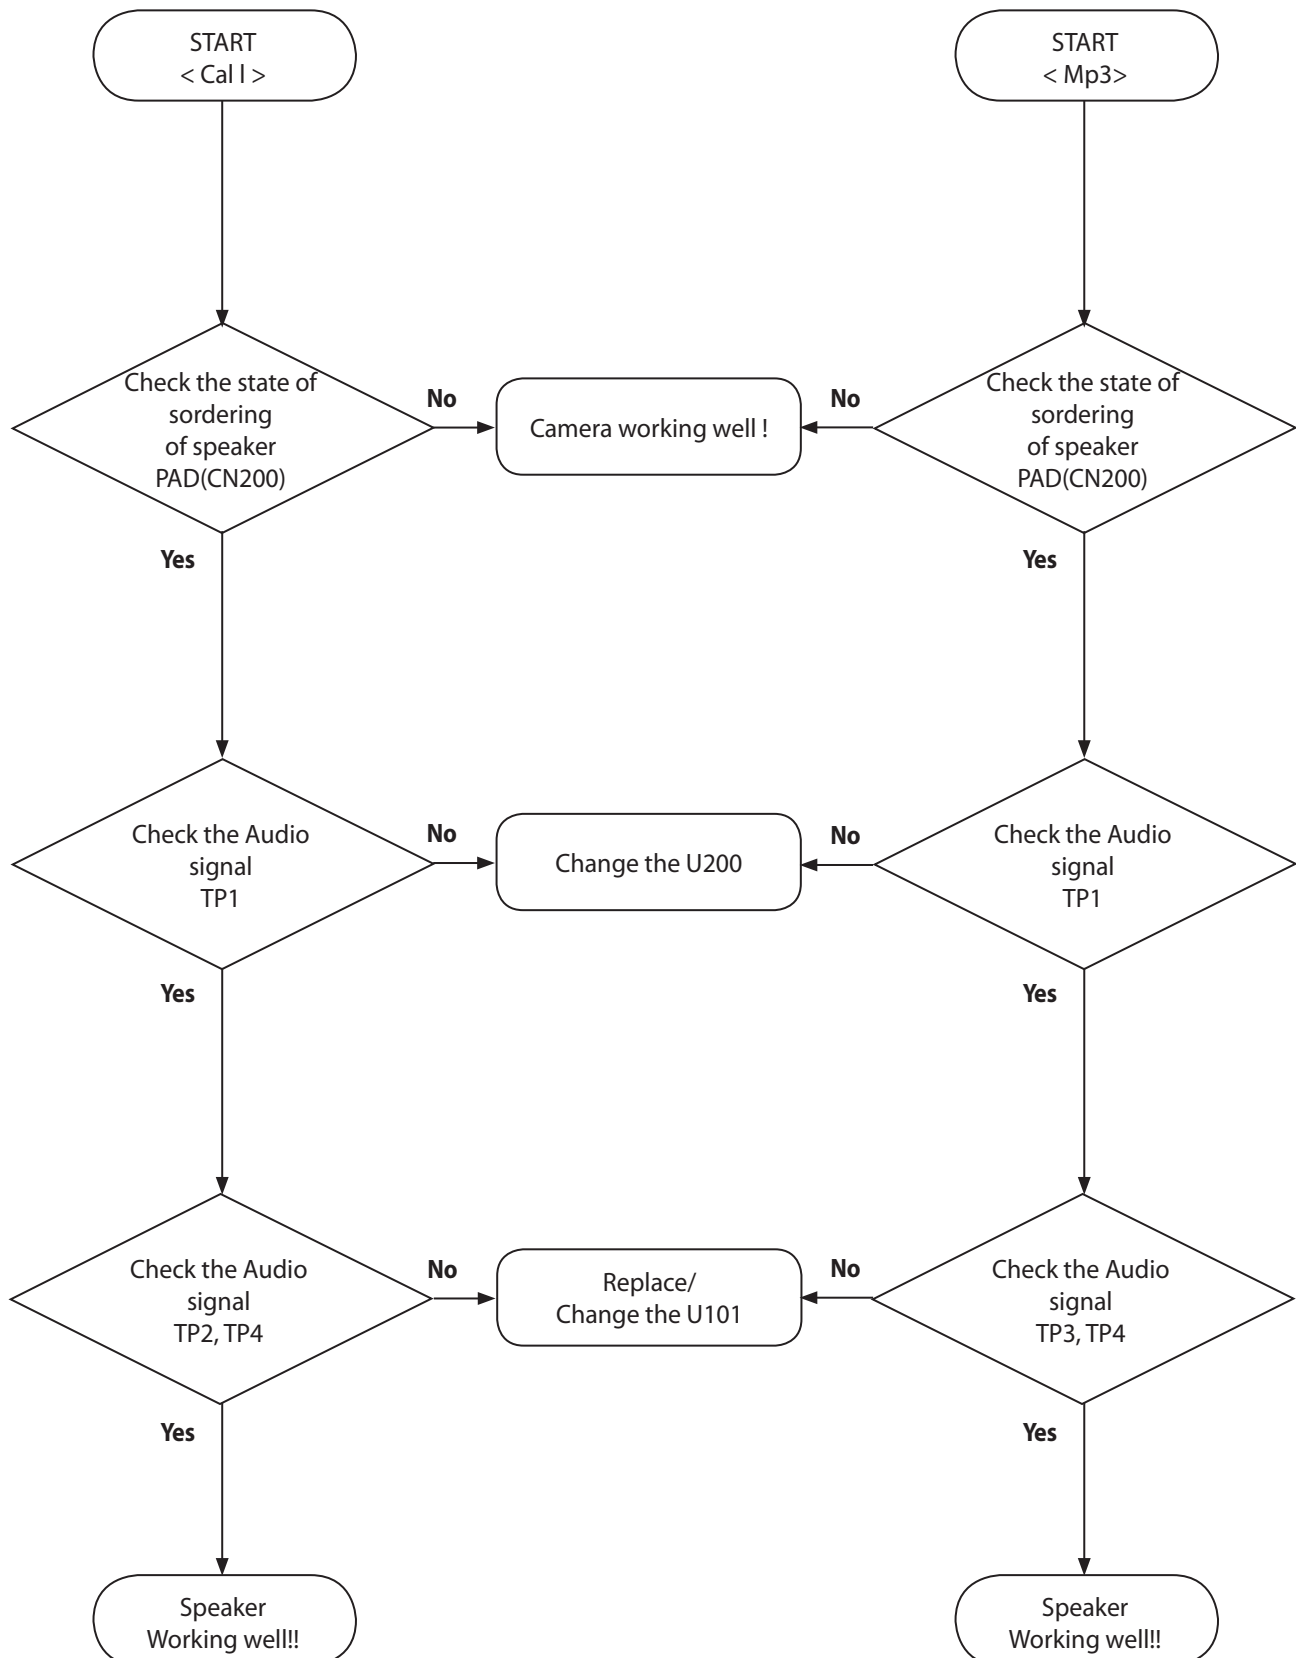 START
< Cal l >
START
< Mp3>
Check the state of
sordering
of speaker
PAD(CN200)
No
Camera working well !
No
Check the state of
sordering
of speaker
PAD(CN200)
Yes
Yes
Check the Audio
signal
TP1
No
Change the U200
No
Check the Audio
signal
TP1
Yes
Yes
Check the Audio
signal
TP2, TP4
No
Replace/
Change the U101
No
Check the Audio
signal
TP3, TP4
Yes
Yes
Speaker
Working well!!
Speaker
Working well!!